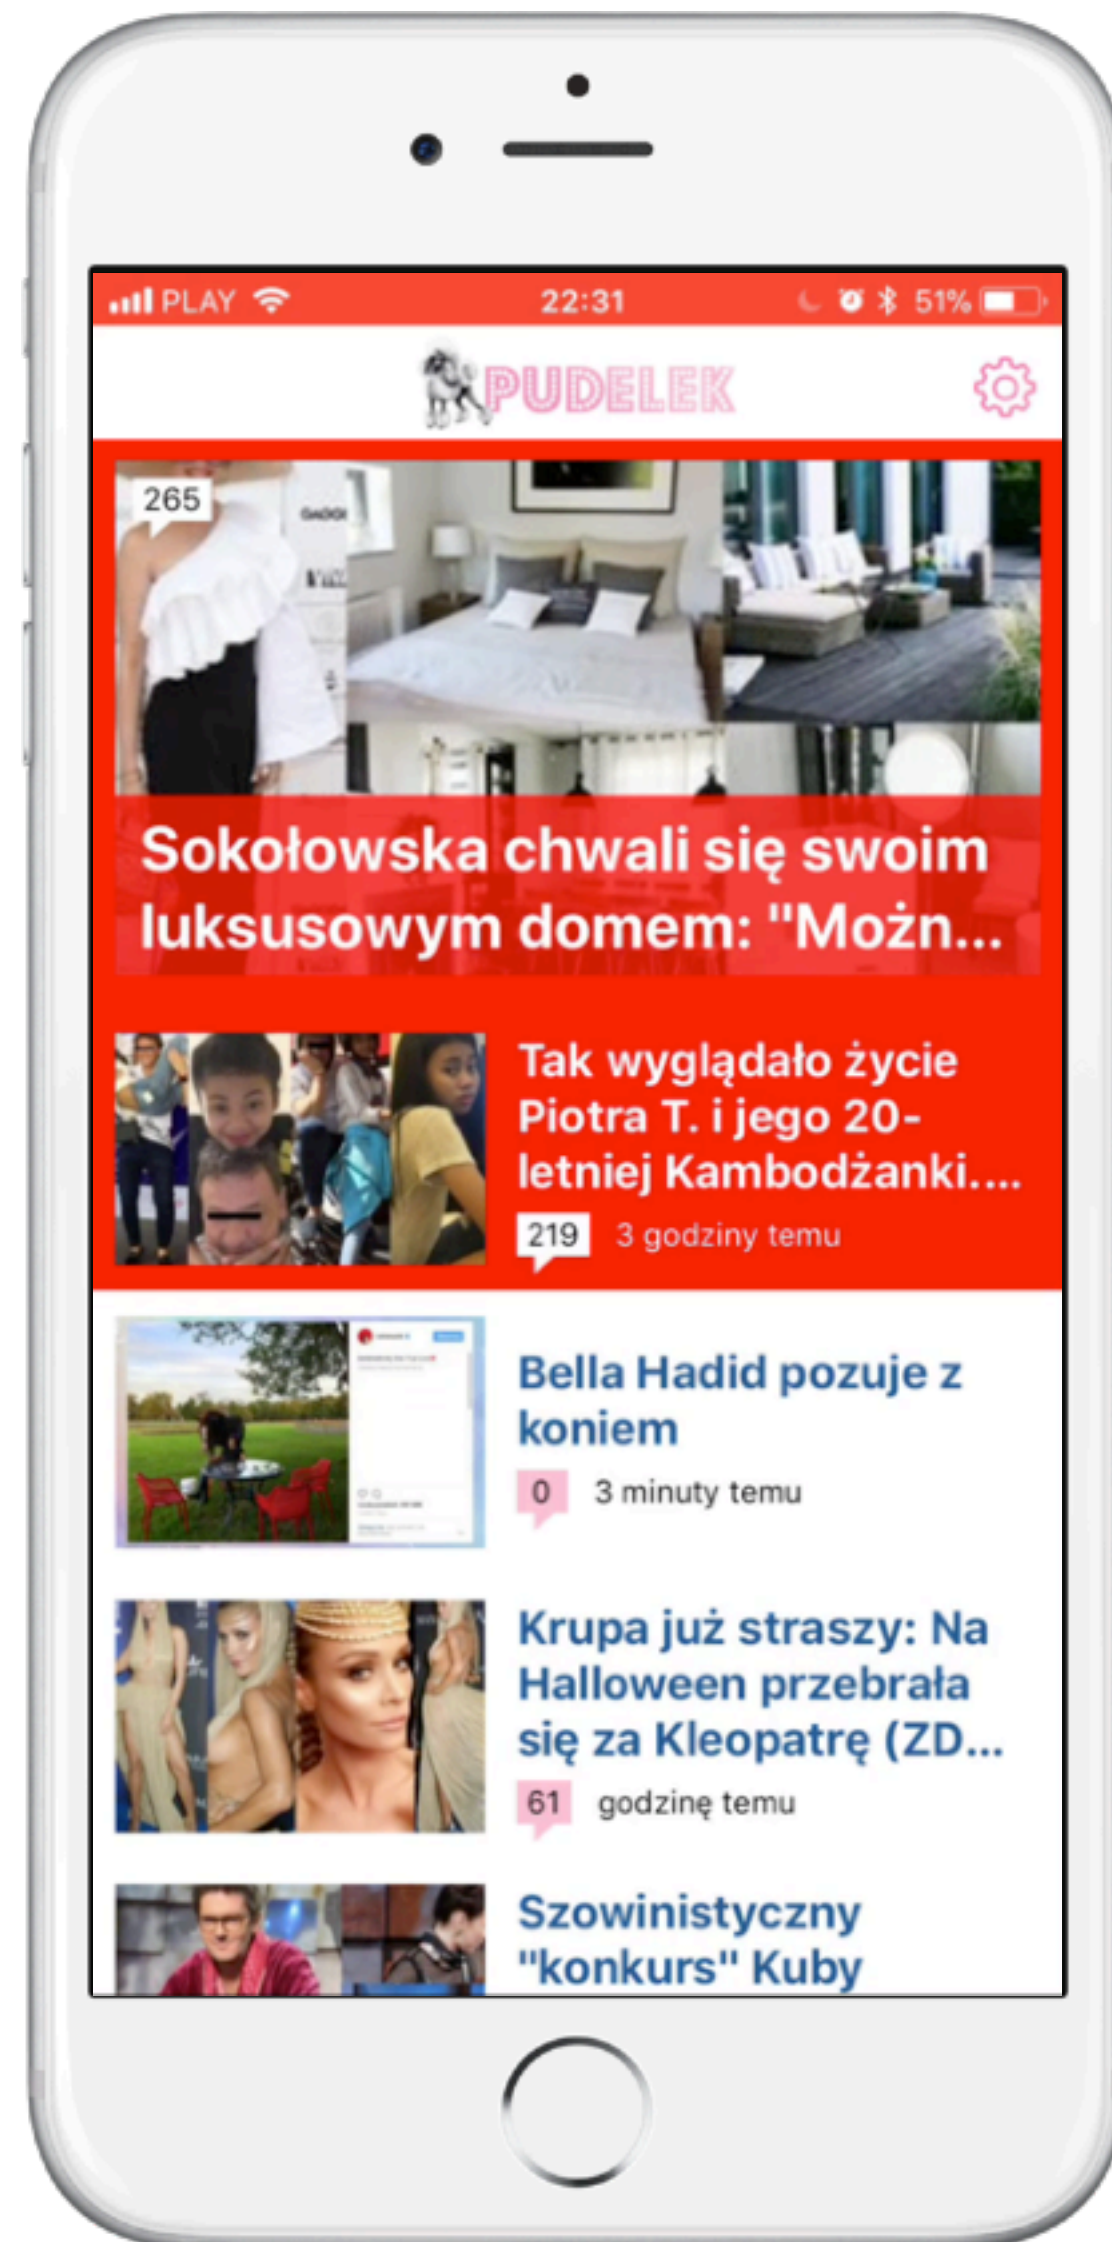 PLAY 22:31 51%
PUDELEK
265
Sokołowska chwali się swoim
luksusowym domem: "Możn...
Tak wyglądało życie
Piotra T. i jego 20-
letniej Kambodżanki....
219 3 godziny temu
Bella Hadid pozuje z
koniem
0 3 minuty temu
Krupa już straszy: Na
Halloween przebrała
się za Kleopatrę (ZD...
61 godzinę temu
Szowinistyczny
"konkurs" Kuby